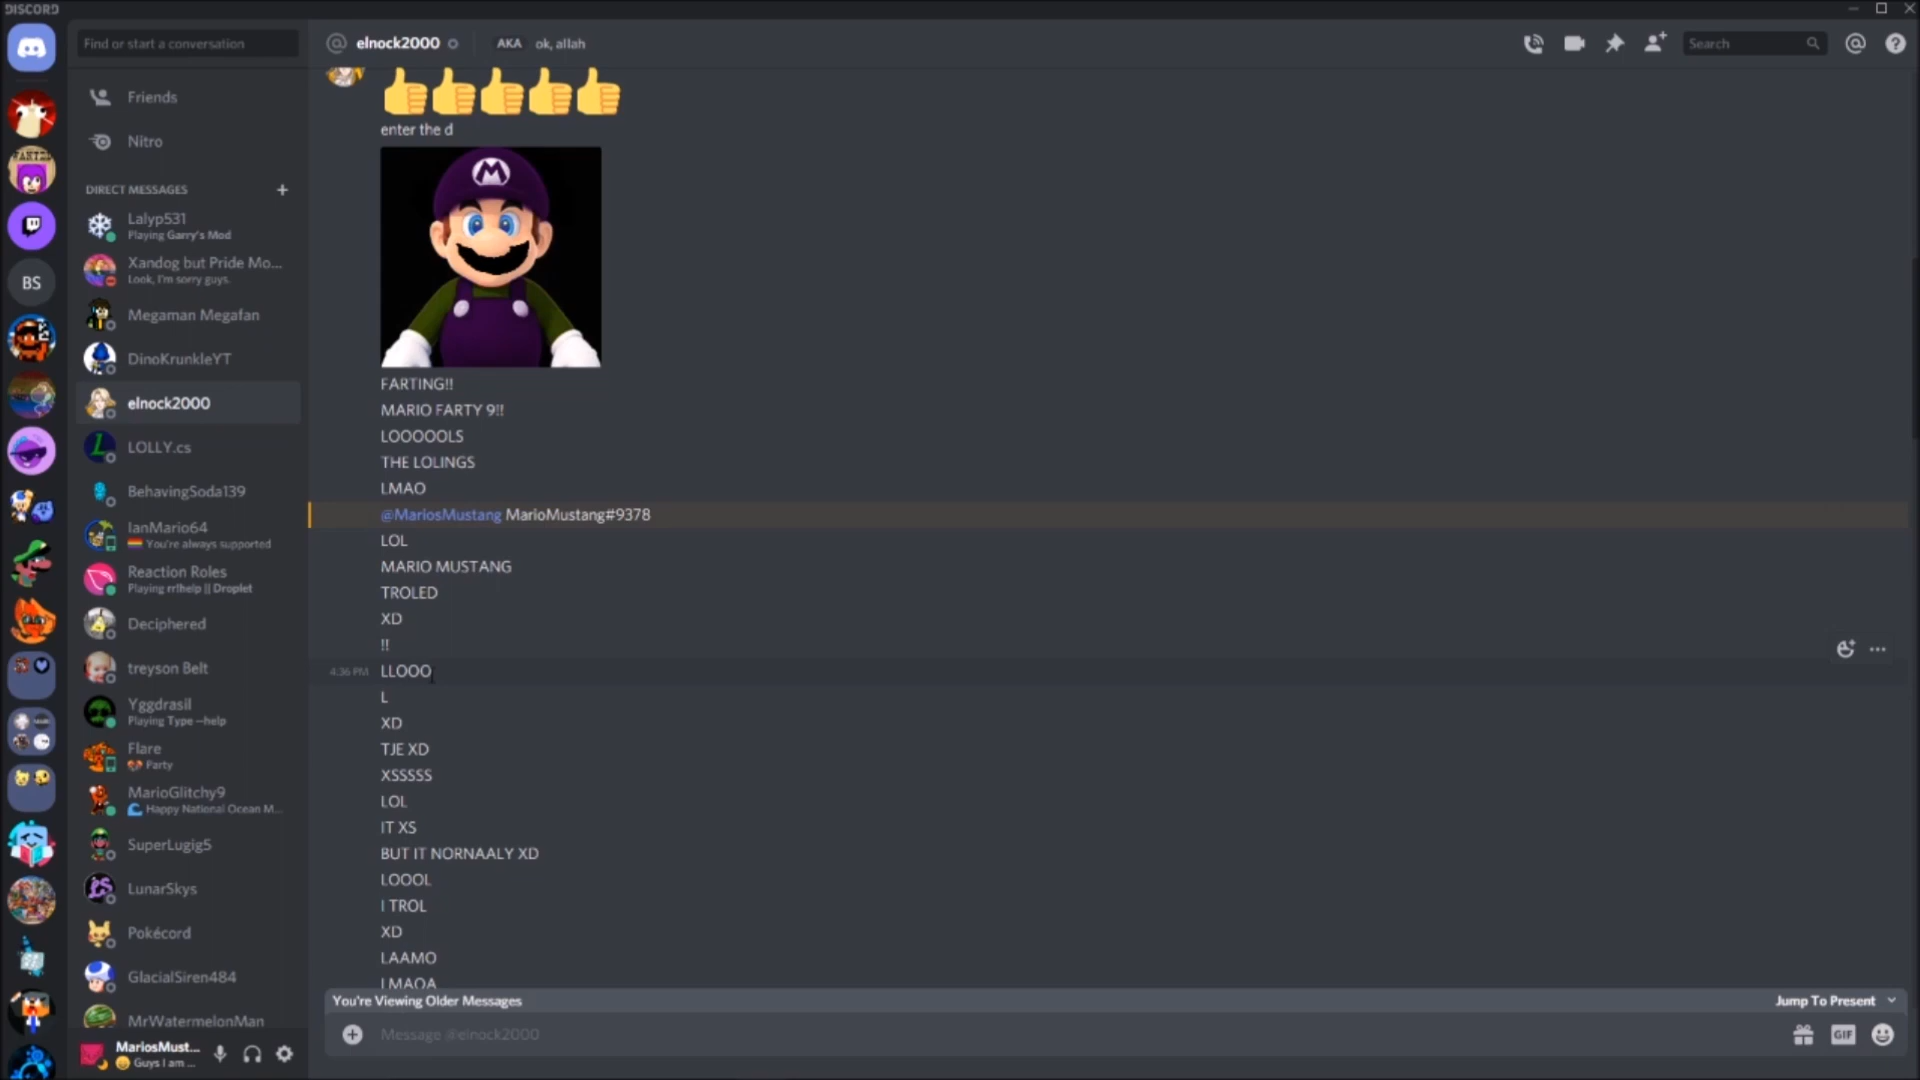 DISCORD
Find or start a conversation
Friends
Nitro
DIRECT MESSAGES
Lalyp531
Playing Garry's Mod
Xandog but Pride Mo...
Look, I'm sorry guys.
Megaman Megafan
DinoKrunkleYT
elnock2000
LOLLY.cs
BehavingSoda139
IanMario64
You're always supported
Reaction Roles
Playing rr!help || Droplet
Deciphered
treyson Belt
Yggdrasil
Playing Type --help
Flare
Party
MarioGlitchy9
Happy National Ocean M...
SuperLugig5
LunarSkys
Pokécord
GlacialSiren484
MrWatermelonMan
MariosMust...
Guys I am ...
BS
elnock2000 AKA ok, allah
Search
enter the d
M
FARTING!!
MARIO FARTY 9!!
LOOOOOLS
THE LOLINGS
LMAO
@MariosMustang MarioMustang#9378
LOL
MARIO MUSTANG
TROLED
XD
!!
4:36 PM LLOOO
L
XD
TJE XD
XSSSSS
LOL
IT XS
BUT IT NORNAALY XD
LOOOL
I TROL
XD
LAAMO
LMAOA
You're Viewing Older Messages
Jump To Present
Message @elnock2000
GIF